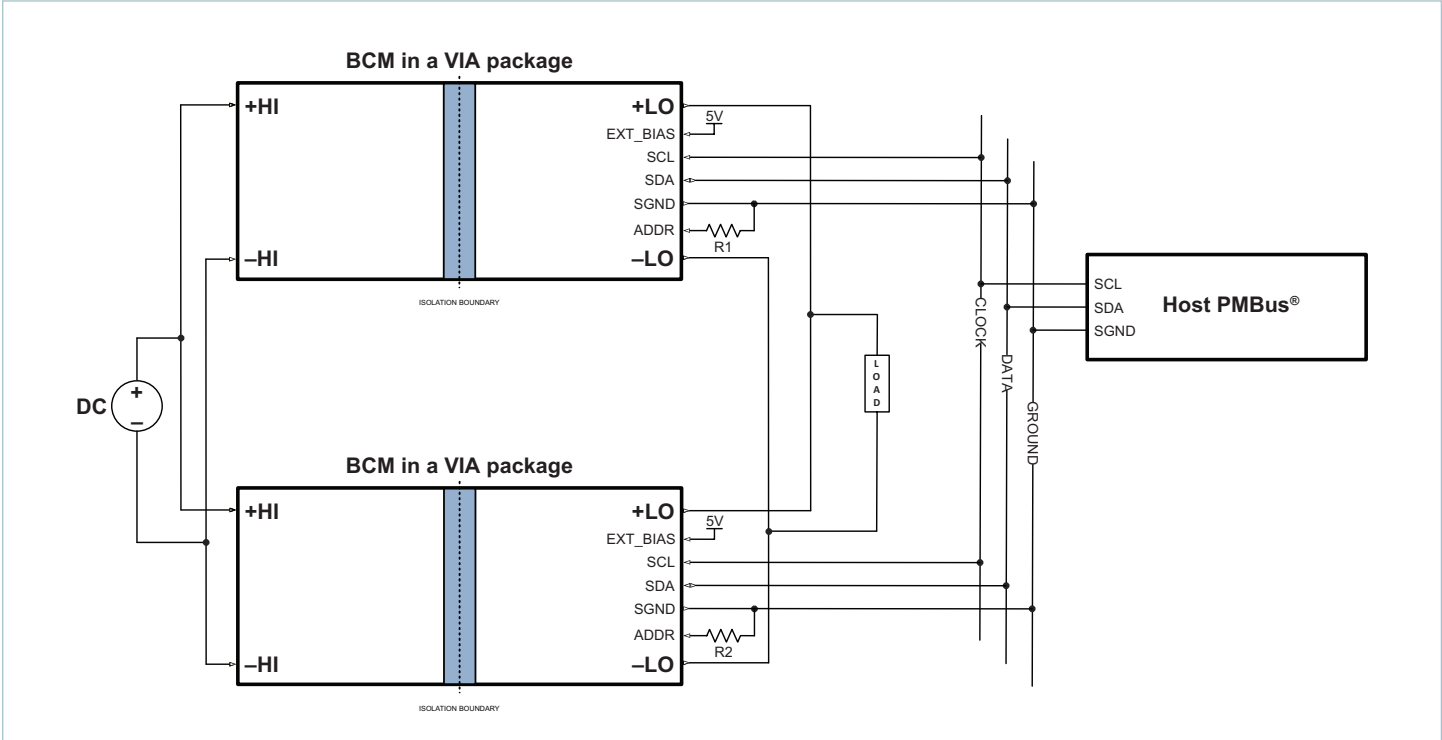 BCM in a VIA package
+HI
–HI
+LO
5V
EXT_BIAS
SCL
SDA
SGND
ADDR
R1
–LO
ISOLATION BOUNDARY
DC
+
–
LOAD
CLOCK
DATA
GROUND
SCL
SDA
SGND
Host PMBus®
BCM in a VIA package
+HI
–HI
+LO
5V
EXT_BIAS
SCL
SDA
SGND
ADDR
R2
–LO
ISOLATION BOUNDARY